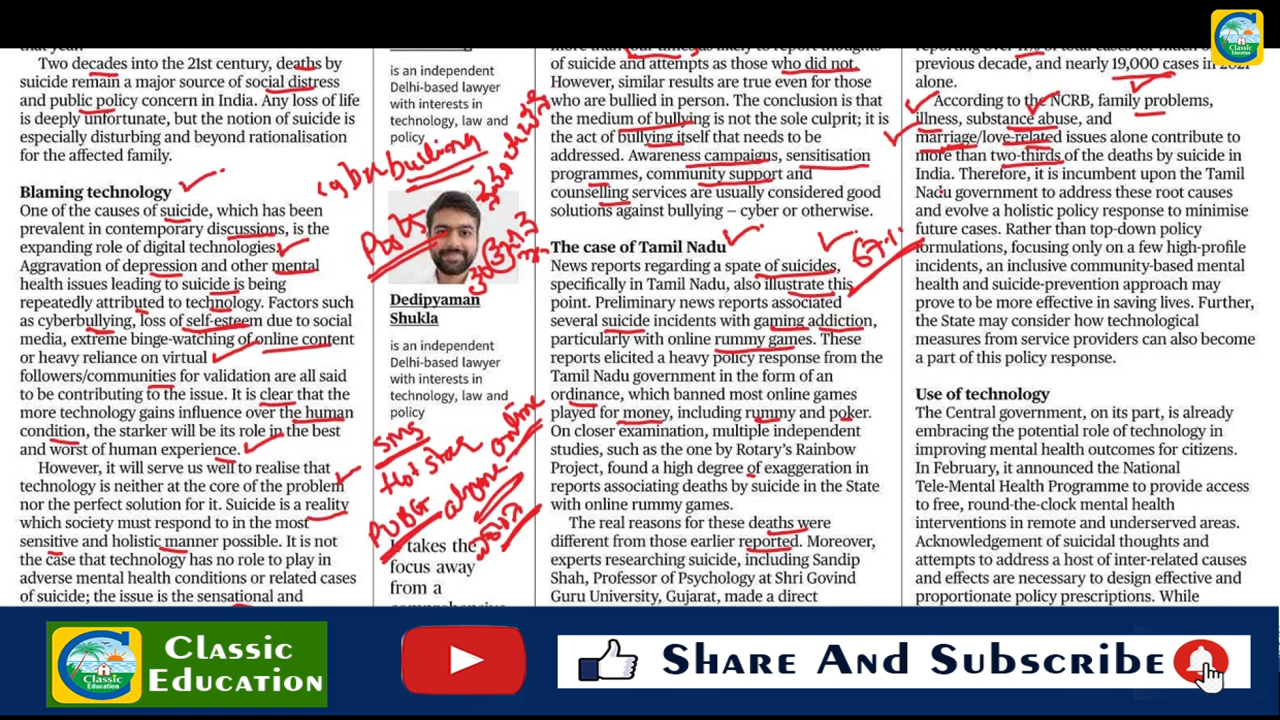 that year.
Two decades into the 21st century, deaths by
suicide remain a major source of social distress
and public policy concern in India. Any loss of life
is deeply unfortunate, but the notion of suicide is
especially disturbing and beyond rationalisation
for the affected family.
Blaming technology
One of the causes of suicide, which has been
prevalent in contemporary discussions, is the
expanding role of digital technologies.
Aggravation of depression and other mental
health issues leading to suicide is being
repeatedly attributed to technology. Factors such
as cyberbullying, loss of self-esteem due to social
media, extreme binge-watching of online content
or heavy reliance on virtual
followers/communities for validation are all said
to be contributing to the issue. It is clear that the
more technology gains influence over the human
condition, the starker will be its role in the best
and worst of human experience.
However, it will serve us well to realise that
technology is neither at the core of the problem
nor the perfect solution for it. Suicide is a reality
which society must respond to in the most
sensitive and holistic manner possible. It is not
the case that technology has no role to play in
adverse mental health conditions or related cases
of suicide; the issue is the sensational and
is an independent
Delhi-based lawyer
with interests in
technology, law and
policy
cyber bulling
Posts
Dedipyaman
Shukla
is an independent
Delhi-based lawyer
with interests in
technology, law and
policy
SMS
Hot star
online
PUBG
takes the
focus away
from a
more than four times as likely to report thoughts
of suicide and attempts as those who did not.
However, similar results are true even for those
who are bullied in person. The conclusion is that
the medium of bullying is not the sole culprit; it is
the act of bullying itself that needs to be
addressed. Awareness campaigns, sensitisation
programmes, community support and
counselling services are usually considered good
solutions against bullying – cyber or otherwise.
The case of Tamil Nadu
News reports regarding a spate of suicides,
specifically in Tamil Nadu, also illustrate this
point. Preliminary news reports associated
several suicide incidents with gaming addiction,
particularly with online rummy games. These
reports elicited a heavy policy response from the
Tamil Nadu government in the form of an
ordinance, which banned most online games
played for money, including rummy and poker.
On closer examination, multiple independent
studies, such as the one by Rotary's Rainbow
Project, found a high degree of exaggeration in
reports associating deaths by suicide in the State
with online rummy games.
The real reasons for these deaths were
different from those earlier reported. Moreover,
experts researching suicide, including Sandip
Shah, Professor of Psychology at Shri Govind
Guru University, Gujarat, made a direct
67%
previous decade, and nearly 19,000 cases in 2021
alone.
According to the NCRB, family problems,
illness, substance abuse, and
marriage/love-related issues alone contribute to
more than two-thirds of the deaths by suicide in
India. Therefore, it is incumbent upon the Tamil
Nadu government to address these root causes
and evolve a holistic policy response to minimise
future cases. Rather than top-down policy
formulations, focusing only on a few high-profile
incidents, an inclusive community-based mental
health and suicide-prevention approach may
prove to be more effective in saving lives. Further,
the State may consider how technological
measures from service providers can also become
a part of this policy response.
Use of technology
The Central government, on its part, is already
embracing the potential role of technology in
improving mental health outcomes for citizens.
In February, it announced the National
Tele-Mental Health Programme to provide access
to free, round-the-clock mental health
interventions in remote and underserved areas.
Acknowledgement of suicidal thoughts and
attempts to address a host of inter-related causes
and effects are necessary to design effective and
proportionate policy prescriptions. While
Classic
Education
Classic
Education
Classic
Education
Share And Subscribe